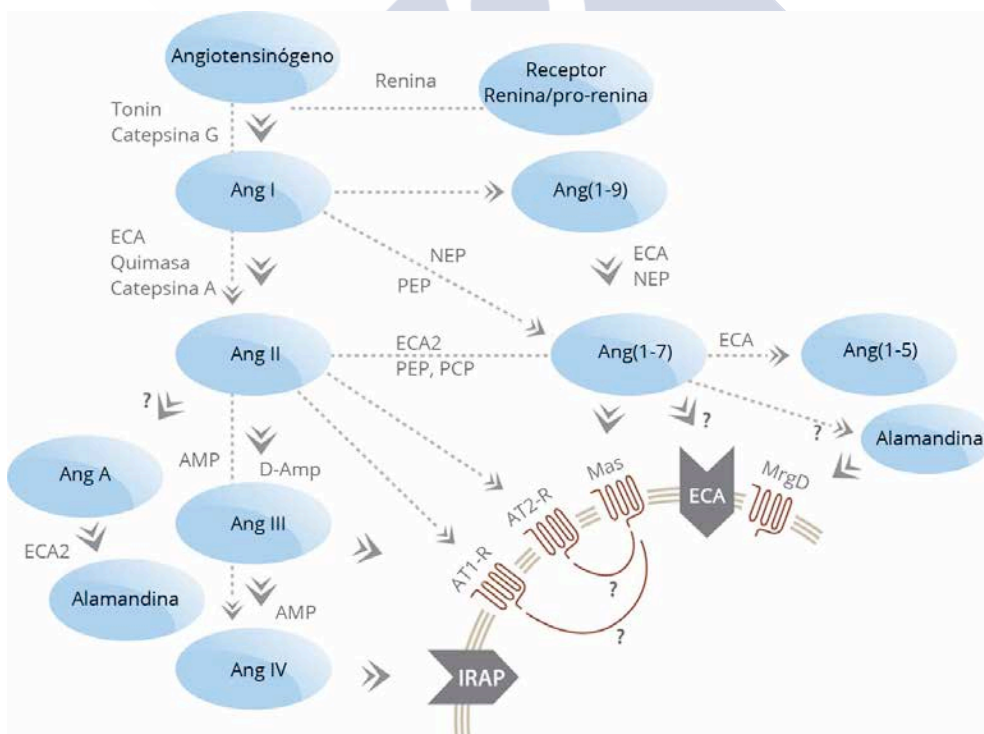 Angiotensinógeno
Renina
Receptor
Renina/pro-renina
Tonin
Catepsina G
Ang I
Ang(1-9)
ECA
Quimasa
Catepsina A
NEP
PEP
ECA
NEP
Ang II
ECA2
PEP, PCP
Ang(1-7)
ECA
Ang(1-5)
?
?
?
Alamandina
Ang A
AMP
D-Amp
Mas
ECA
MrgD
AT2-R
Ang III
AT1-R
ECA2
Alamandina
AMP
?
?
Ang IV
IRAP